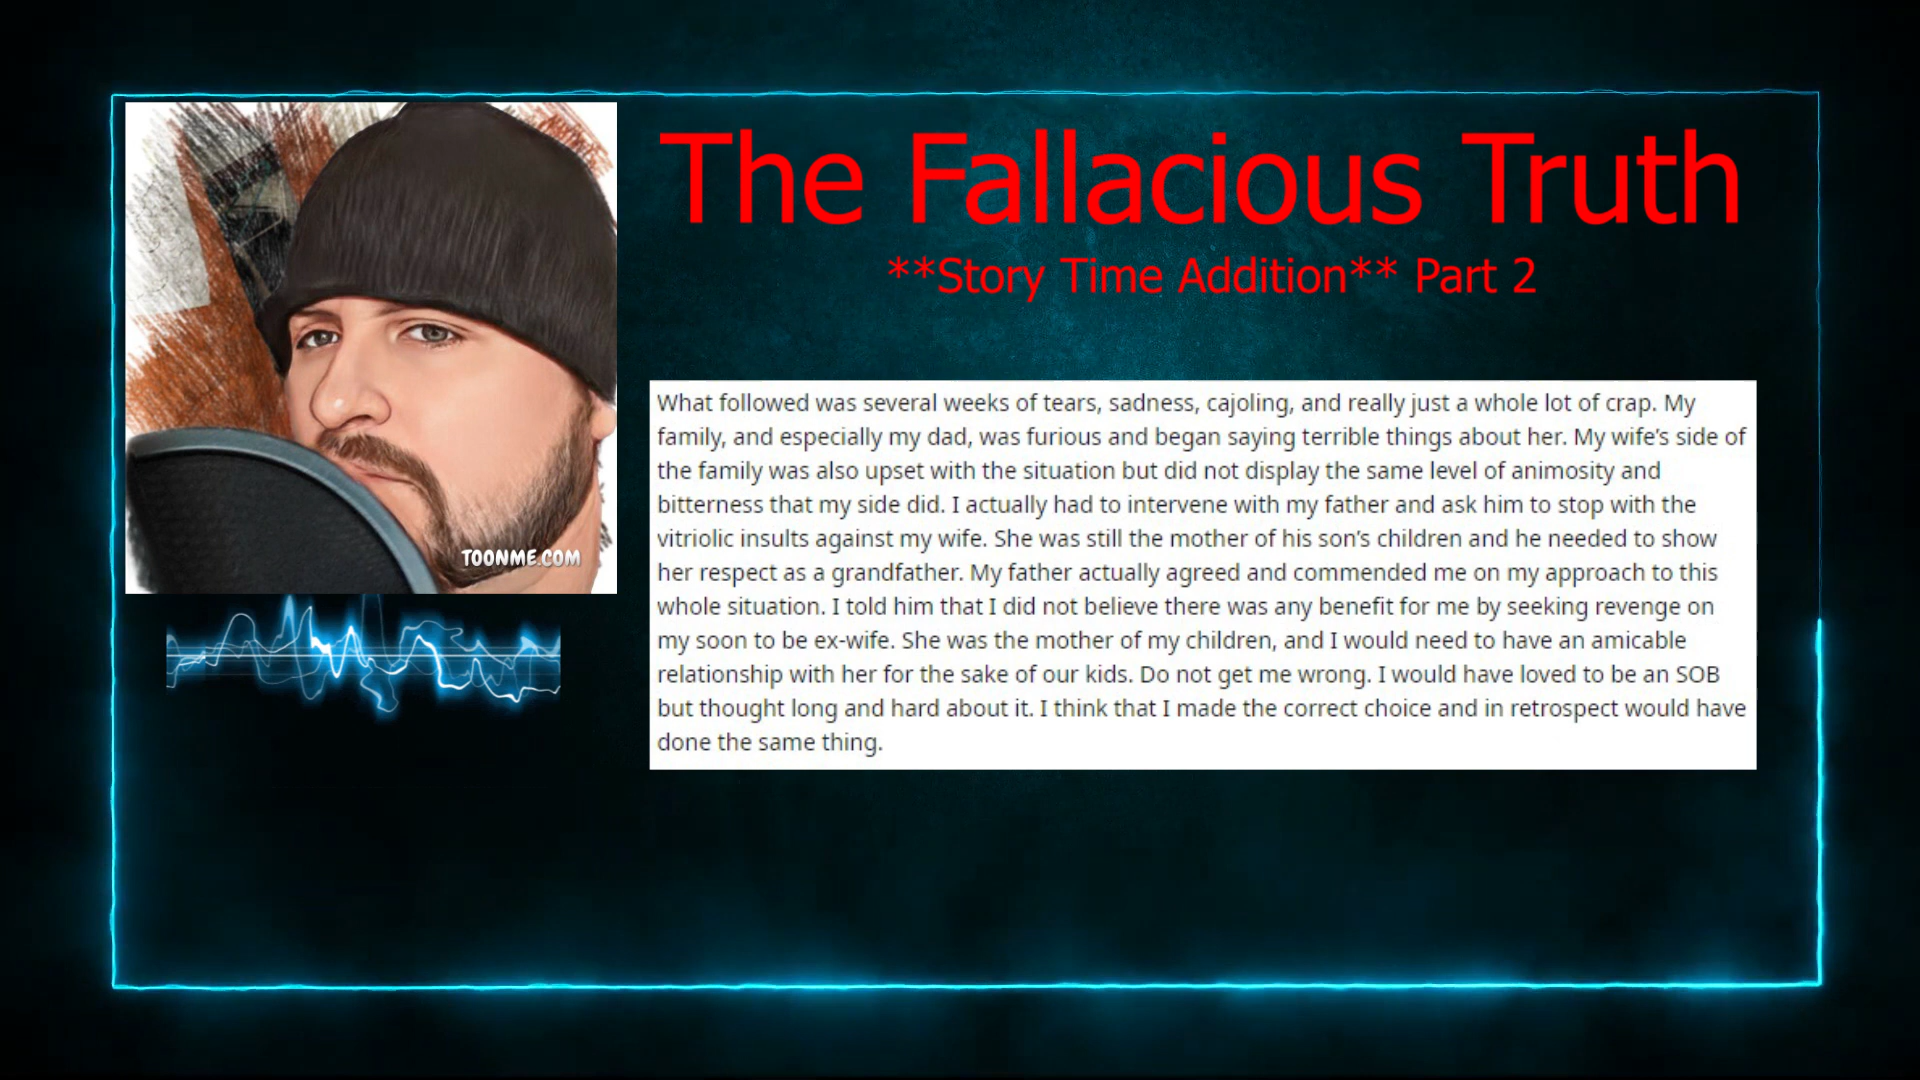 The Fallacious Truth
**Story Time Addition** Part 2
What followed was several weeks of tears, sadness, cajoling, and really just a whole lot of crap. My
family, and especially my dad, was furious and began saying terrible things about her. My wife's side of
the family was also upset with the situation but did not display the same level of animosity and
bitterness that my side did. I actually had to intervene with my father and ask him to stop with the
vitriolic insults against my wife. She was still the mother of his son's children and he needed to show
her respect as a grandfather. My father actually agreed and commended me on my approach to this
whole situation. I told him that I did not believe there was any benefit for me by seeking revenge on
my soon to be ex-wife. She was the mother of my children, and I would need to have an amicable
relationship with her for the sake of our kids. Do not get me wrong. I would have loved to be an SOB
but thought long and hard about it. I think that I made the correct choice and in retrospect would have
done the same thing.
TOONME.COM